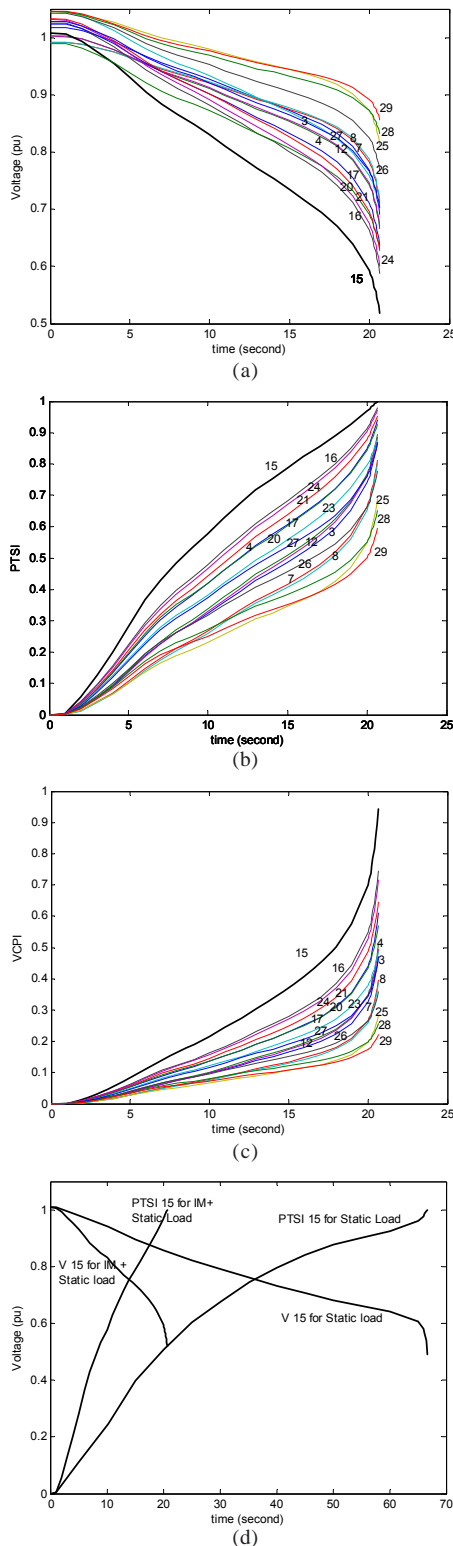 1
0.9
0.8
0.7
0.6
0.5
0 5 10 15 20 25
Voltage (pu)
time (second)
29
28
25
26
3 27 8
4 12 7
17
20 21
16
24
15
(a)
1
0.9
0.8
0.7
0.6
0.5
0.4
0.3
0.2
0.1
0
0 5 10 15 20 25
PTSI
time (second)
15
16
24
21
23
25
17
28
4 20 27 12 3
29
8
26
7
(b)
1
0.9
0.8
0.7
0.6
0.5
0.4
0.3
0.2
0.1
0
0 5 10 15 20 25
VCPI
time (second)
15
16
4
3
21
8
24 20 23 7
25
17
28
27
12 26
29
(c)
PTSI 15 for IM+
Static Load
PTSI 15 for Static Load
V 15 for IM +
Static load
V 15 for Static load
1
0.8
0.6
0.4
0.2
0
0 10 20 30 40 50 60 70
Voltage (pu)
time (second)
(d)